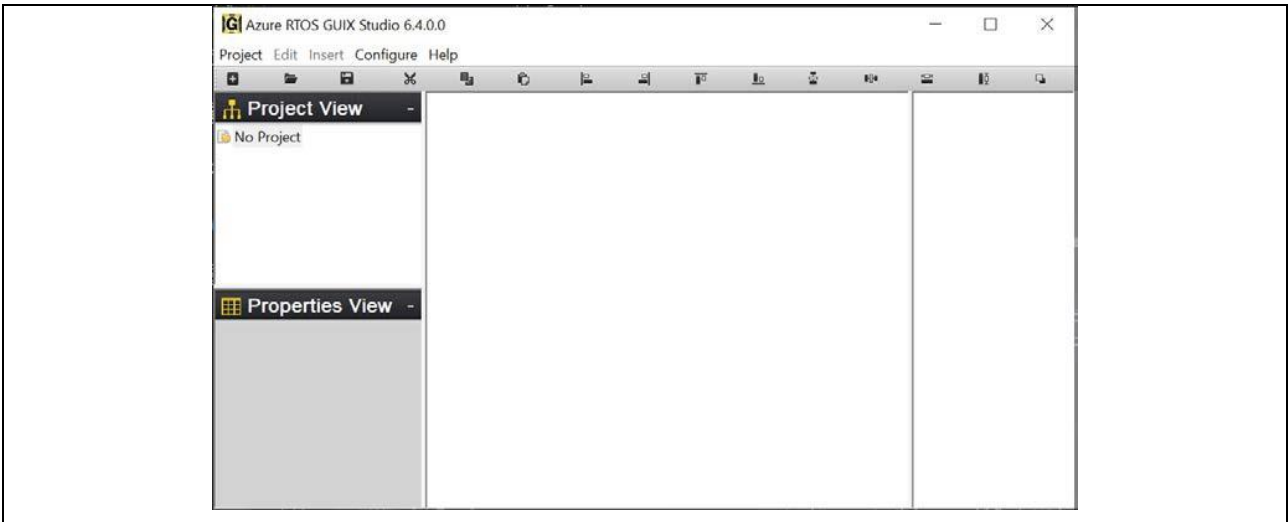 Azure RTOS GUIX Studio 6.4.0.0
Project Edit Insert Configure Help
Project View -
No Project
Properties View -